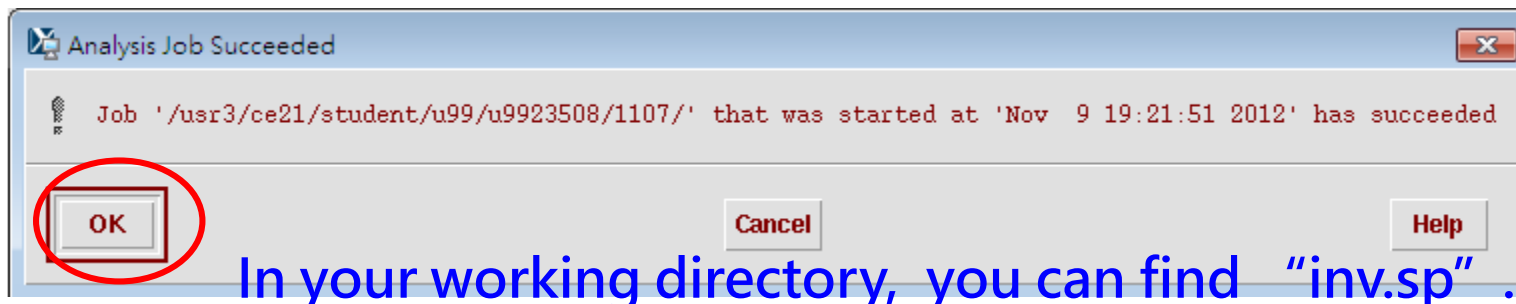 Analysis Job Succeeded
Job '/usr3/ce21/student/u99/u9923508/1107/' that was started at 'Nov  9 19:21:51 2012' has succeeded
OK Cancel Help
In your working directory, you can find “inv.sp”.